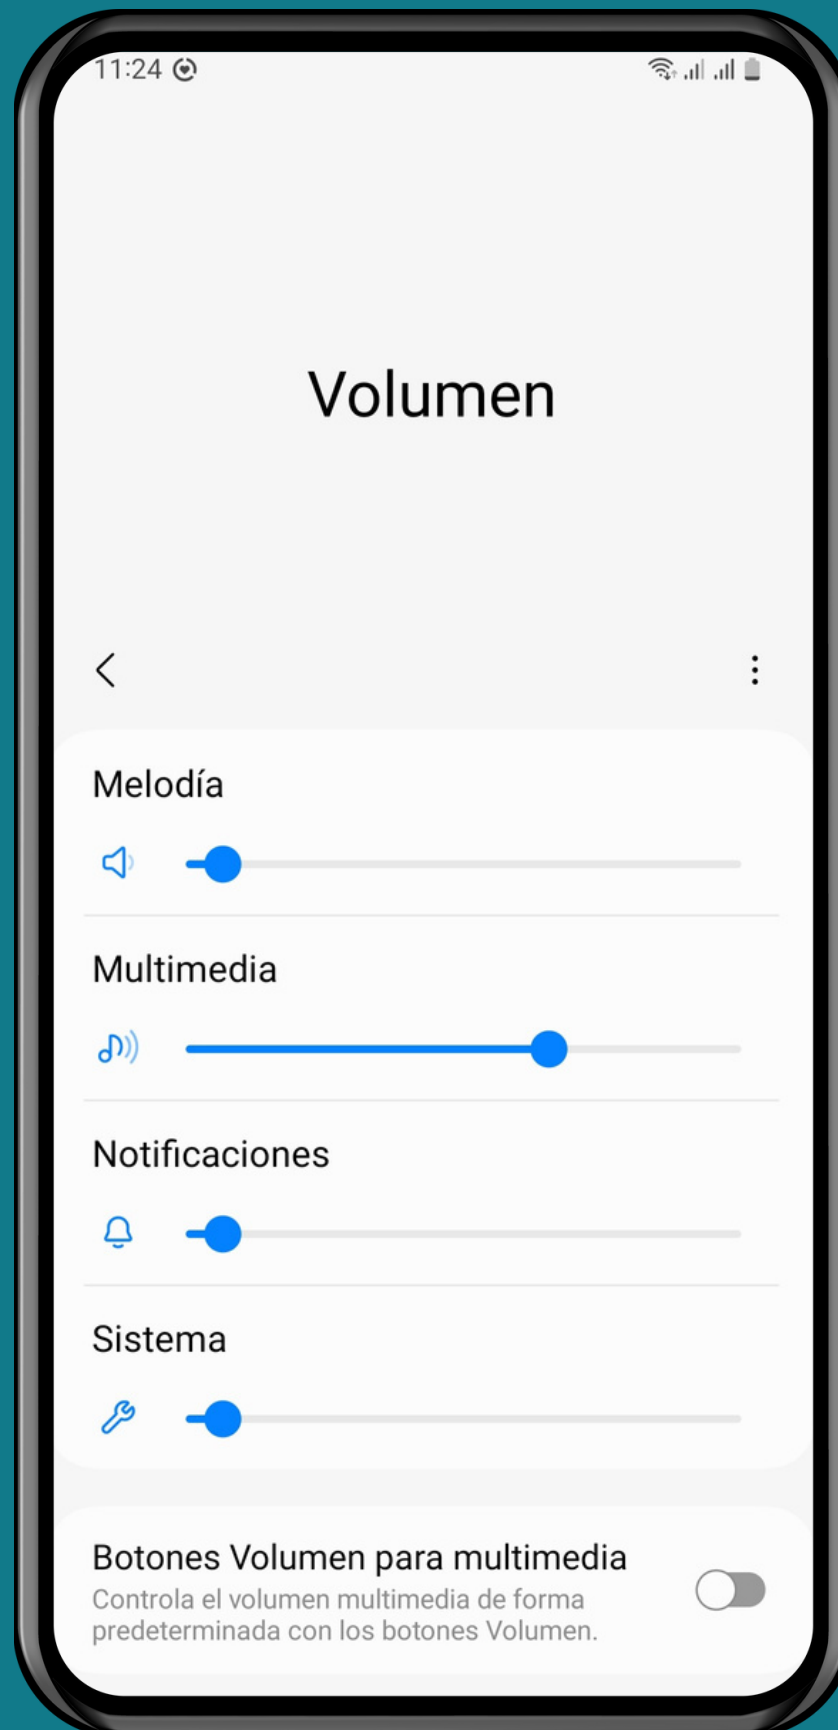 11:24
Volumen
Melodía
Multimedia
Notificaciones
Sistema
Botones Volumen para multimedia
Controla el volumen multimedia de forma
predeterminada con los botones Volumen.